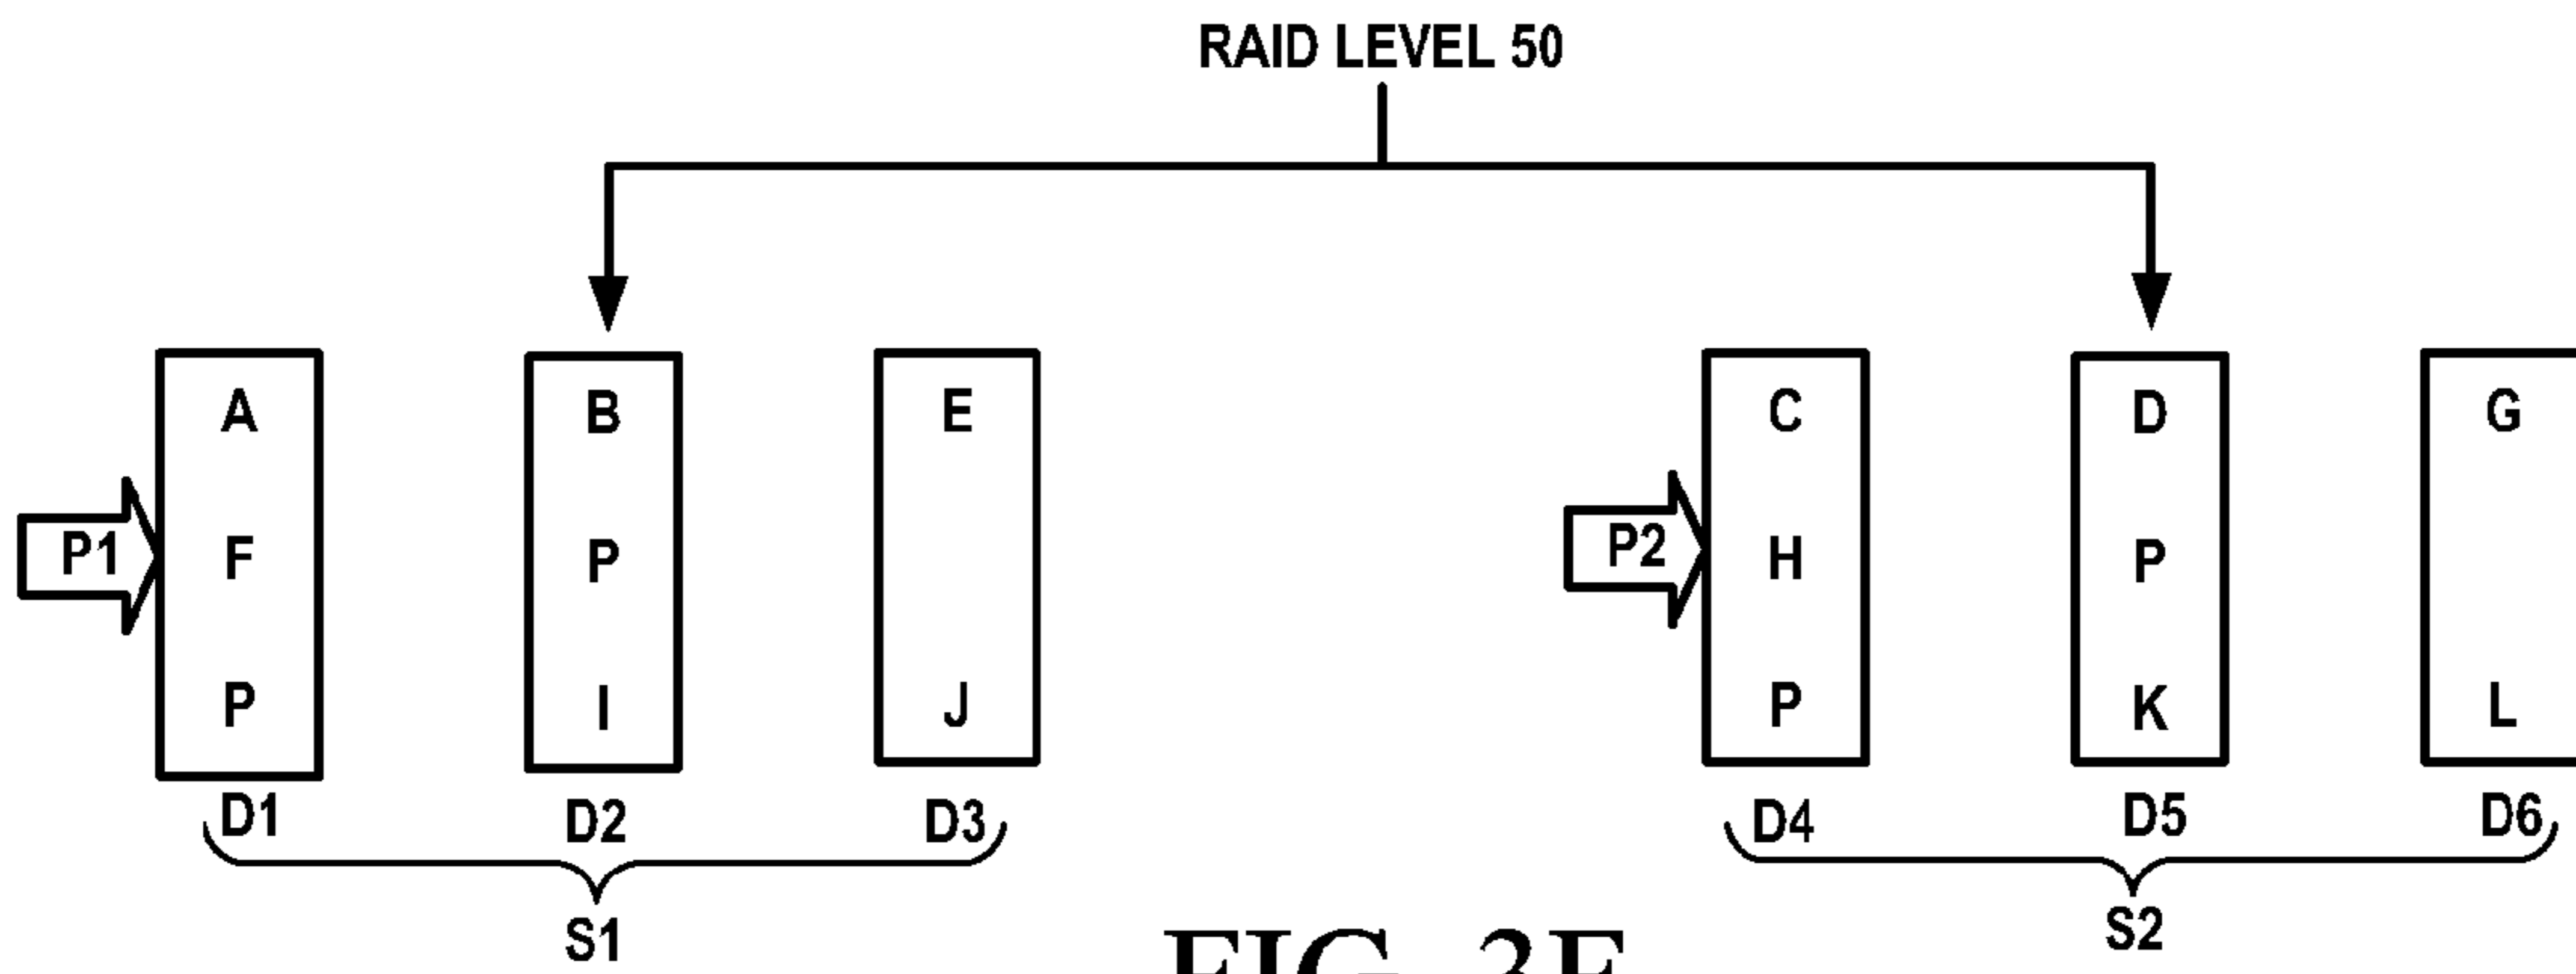 RAID LEVEL 50
A B E C D G
P1 F P P2 H P
P I J P K L
D1 D2 D3 D4 D5 D6
S1 S2